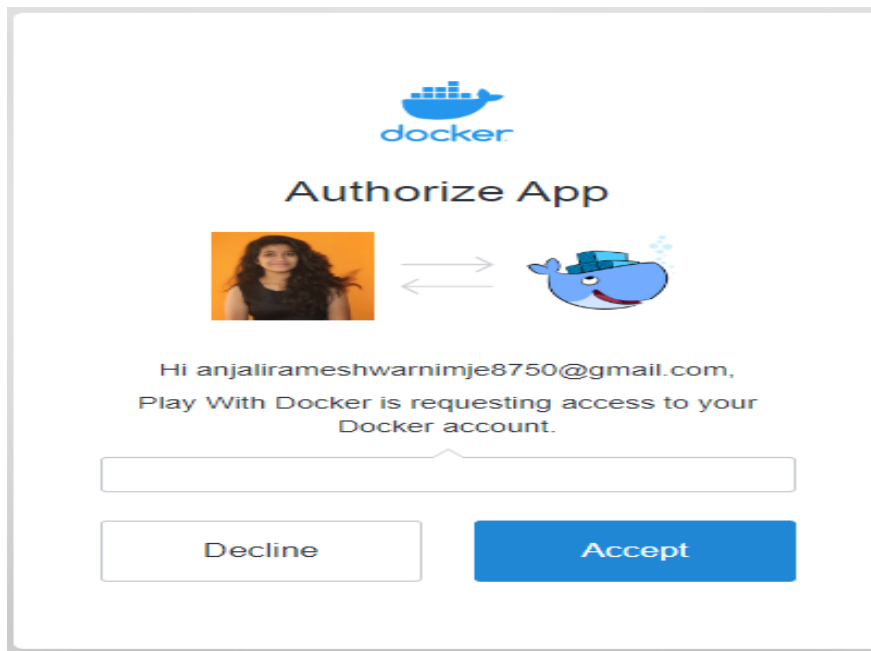 docker
Authorize App
Hi anjalirameshwarnimje8750@gmail.com,
Play With Docker is requesting access to your
Docker account.
Decline
Accept